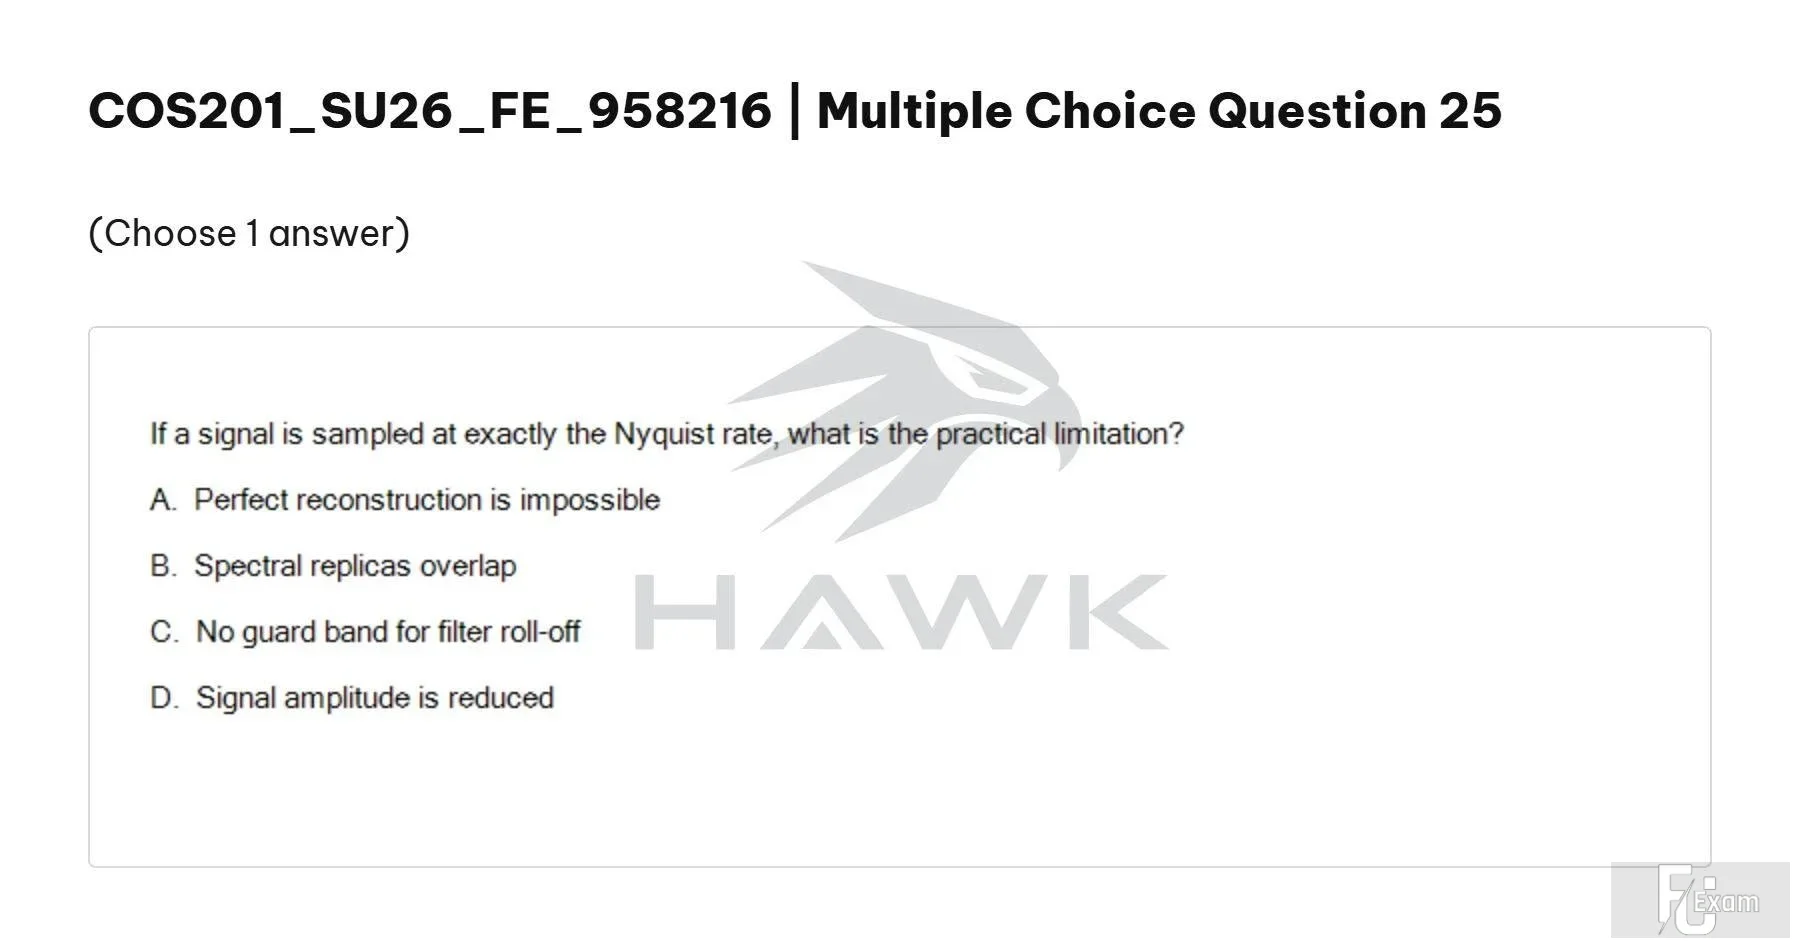 COS201_SU26_FE_958216 | Multiple Choice Question 25
(Choose 1 answer)
If a signal is sampled at exactly the Nyquist rate, what is the practical limitation?
A. Perfect reconstruction is impossible
B. Spectral replicas overlap
C. No guard band for filter roll-off
D. Signal amplitude is reduced
HAWK
FU Exam